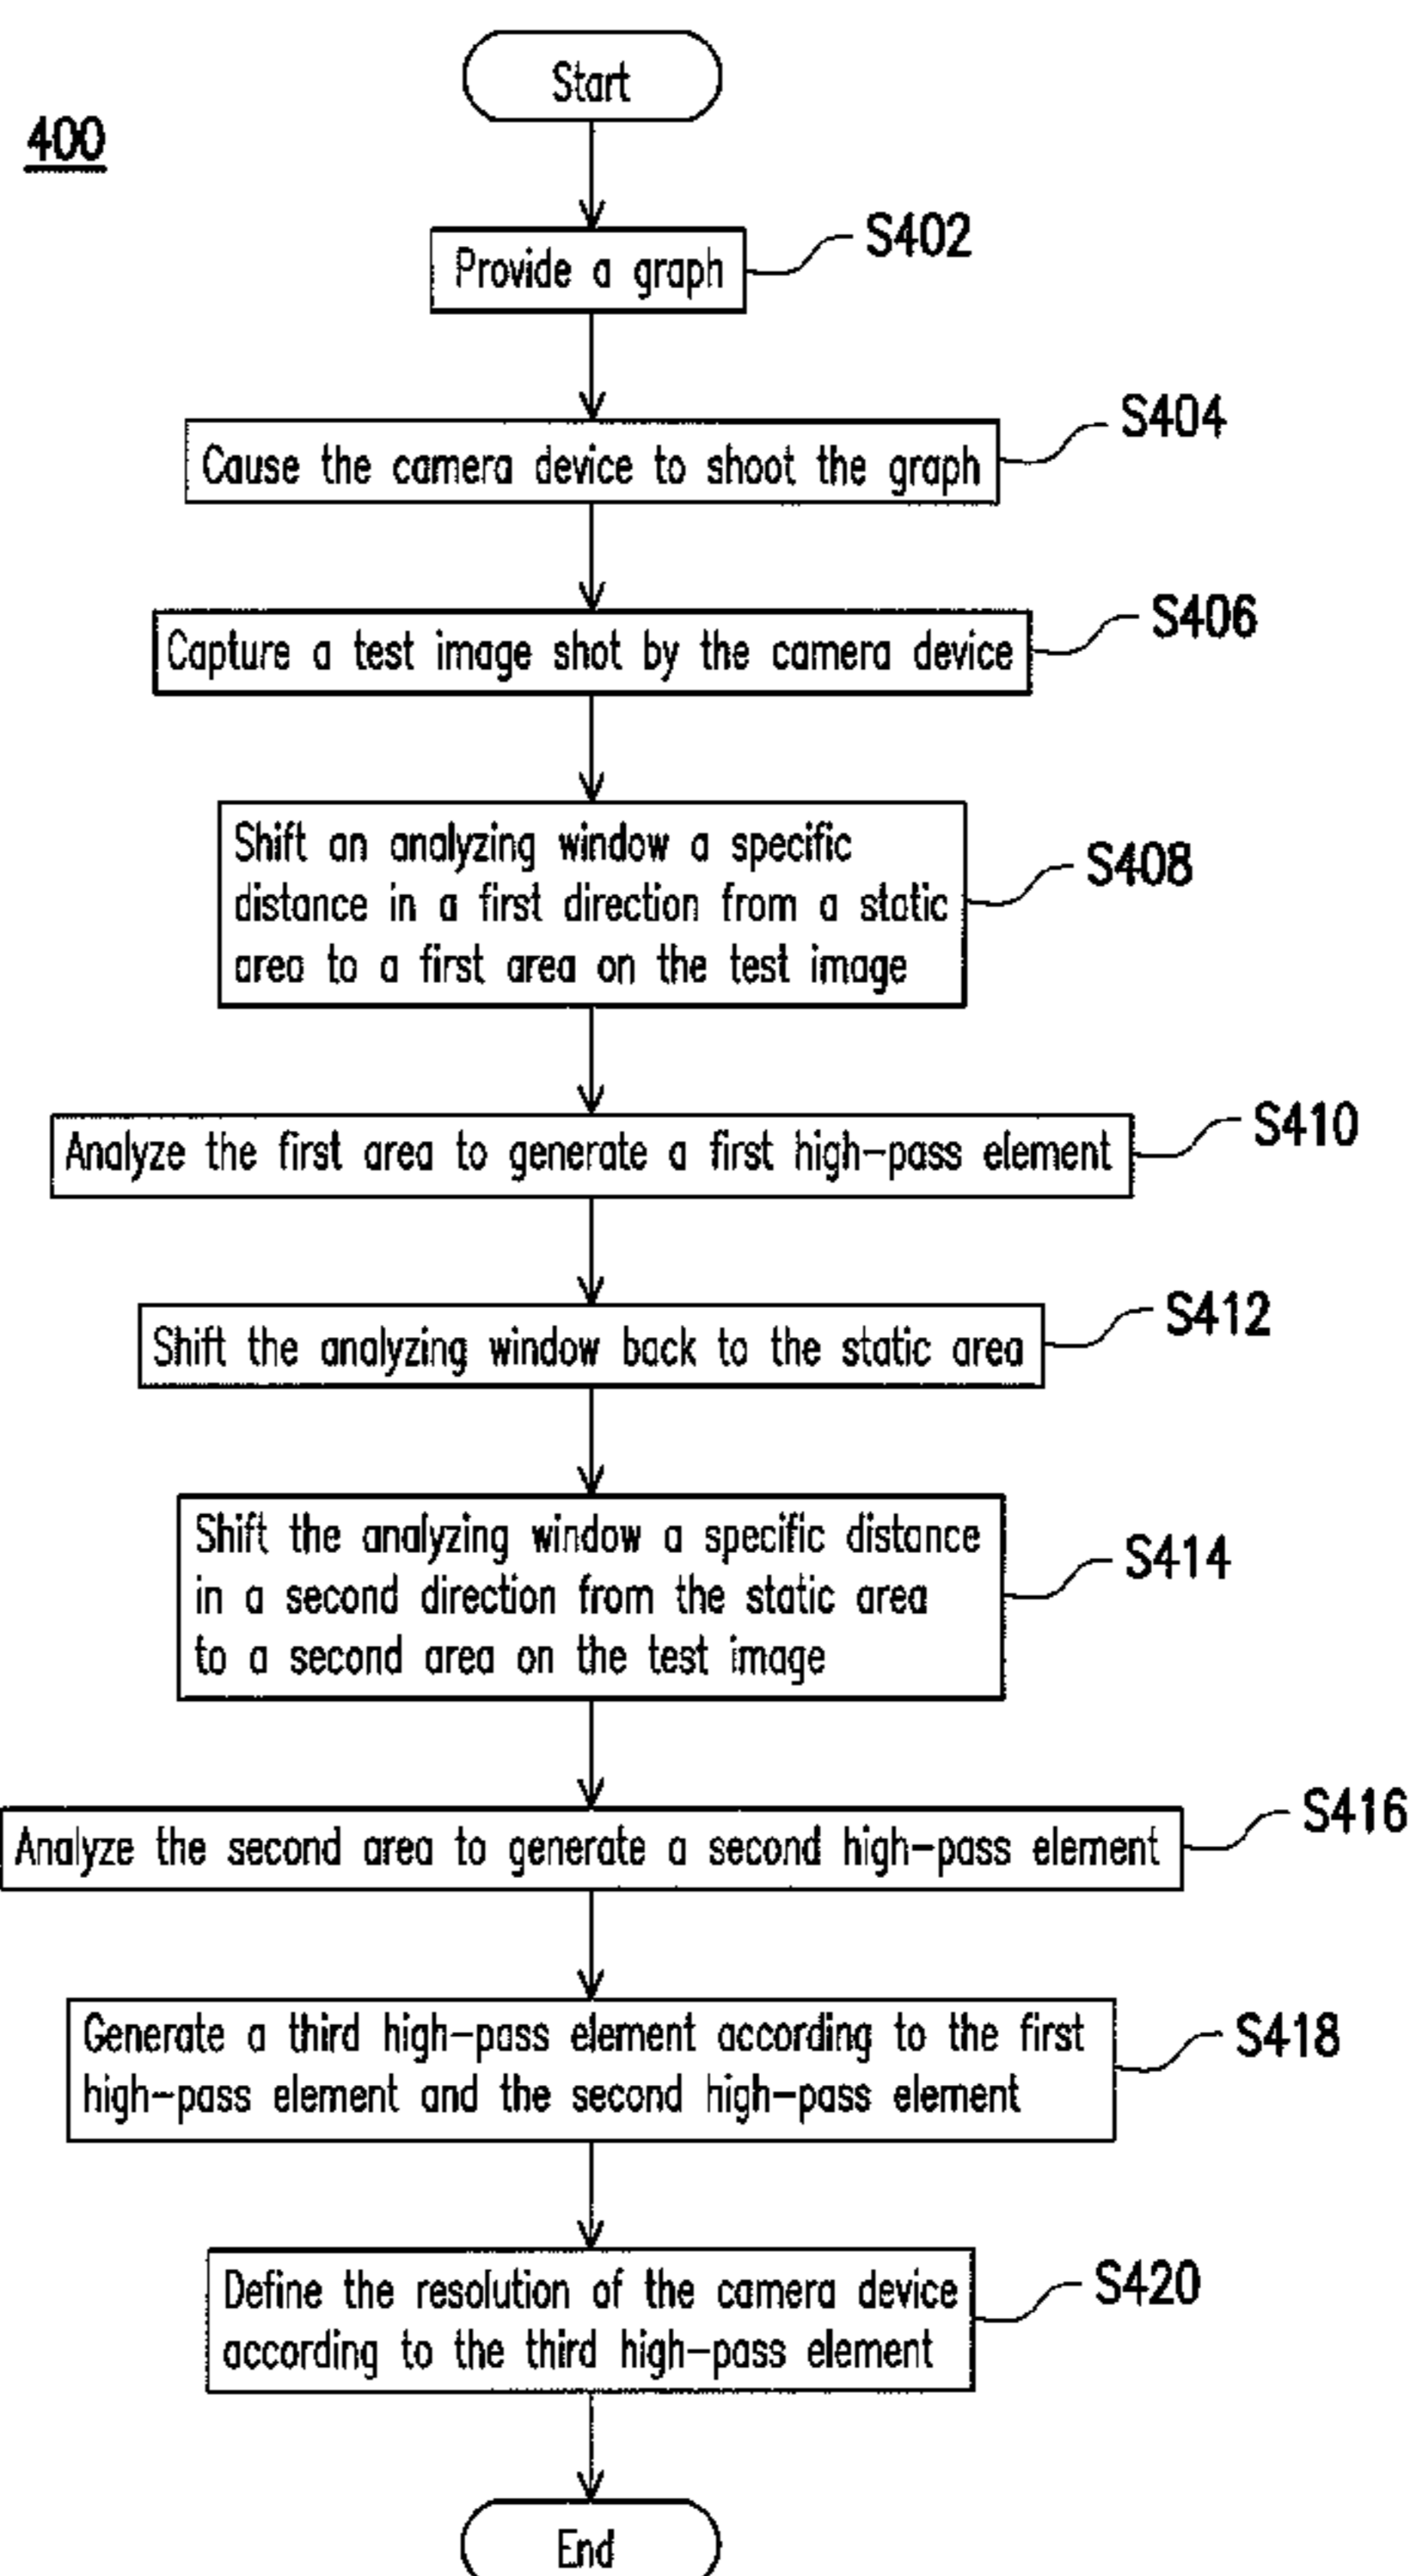 Start
400
S402
Provide a graph
S404
Cause the camera device to shoot the graph
S406
Capture a test image shot by the camera device
Shift an analyzing window a specific
distance in a first direction from a static
area to a first area on the test image
S408
S410
Analyze the first area to generate a first high-pass element
S412
Shift the analyzing window back to the static area
Shift the analyzing window a specific distance
in a second direction from the static area
to a second area on the test image
S414
S416
Analyze the second area to generate a second high-pass element
Generate a third high-pass element according to the first
high-pass element and the second high-pass element
S418
Define the resolution of the camera device
according to the third high-pass element
S420
End